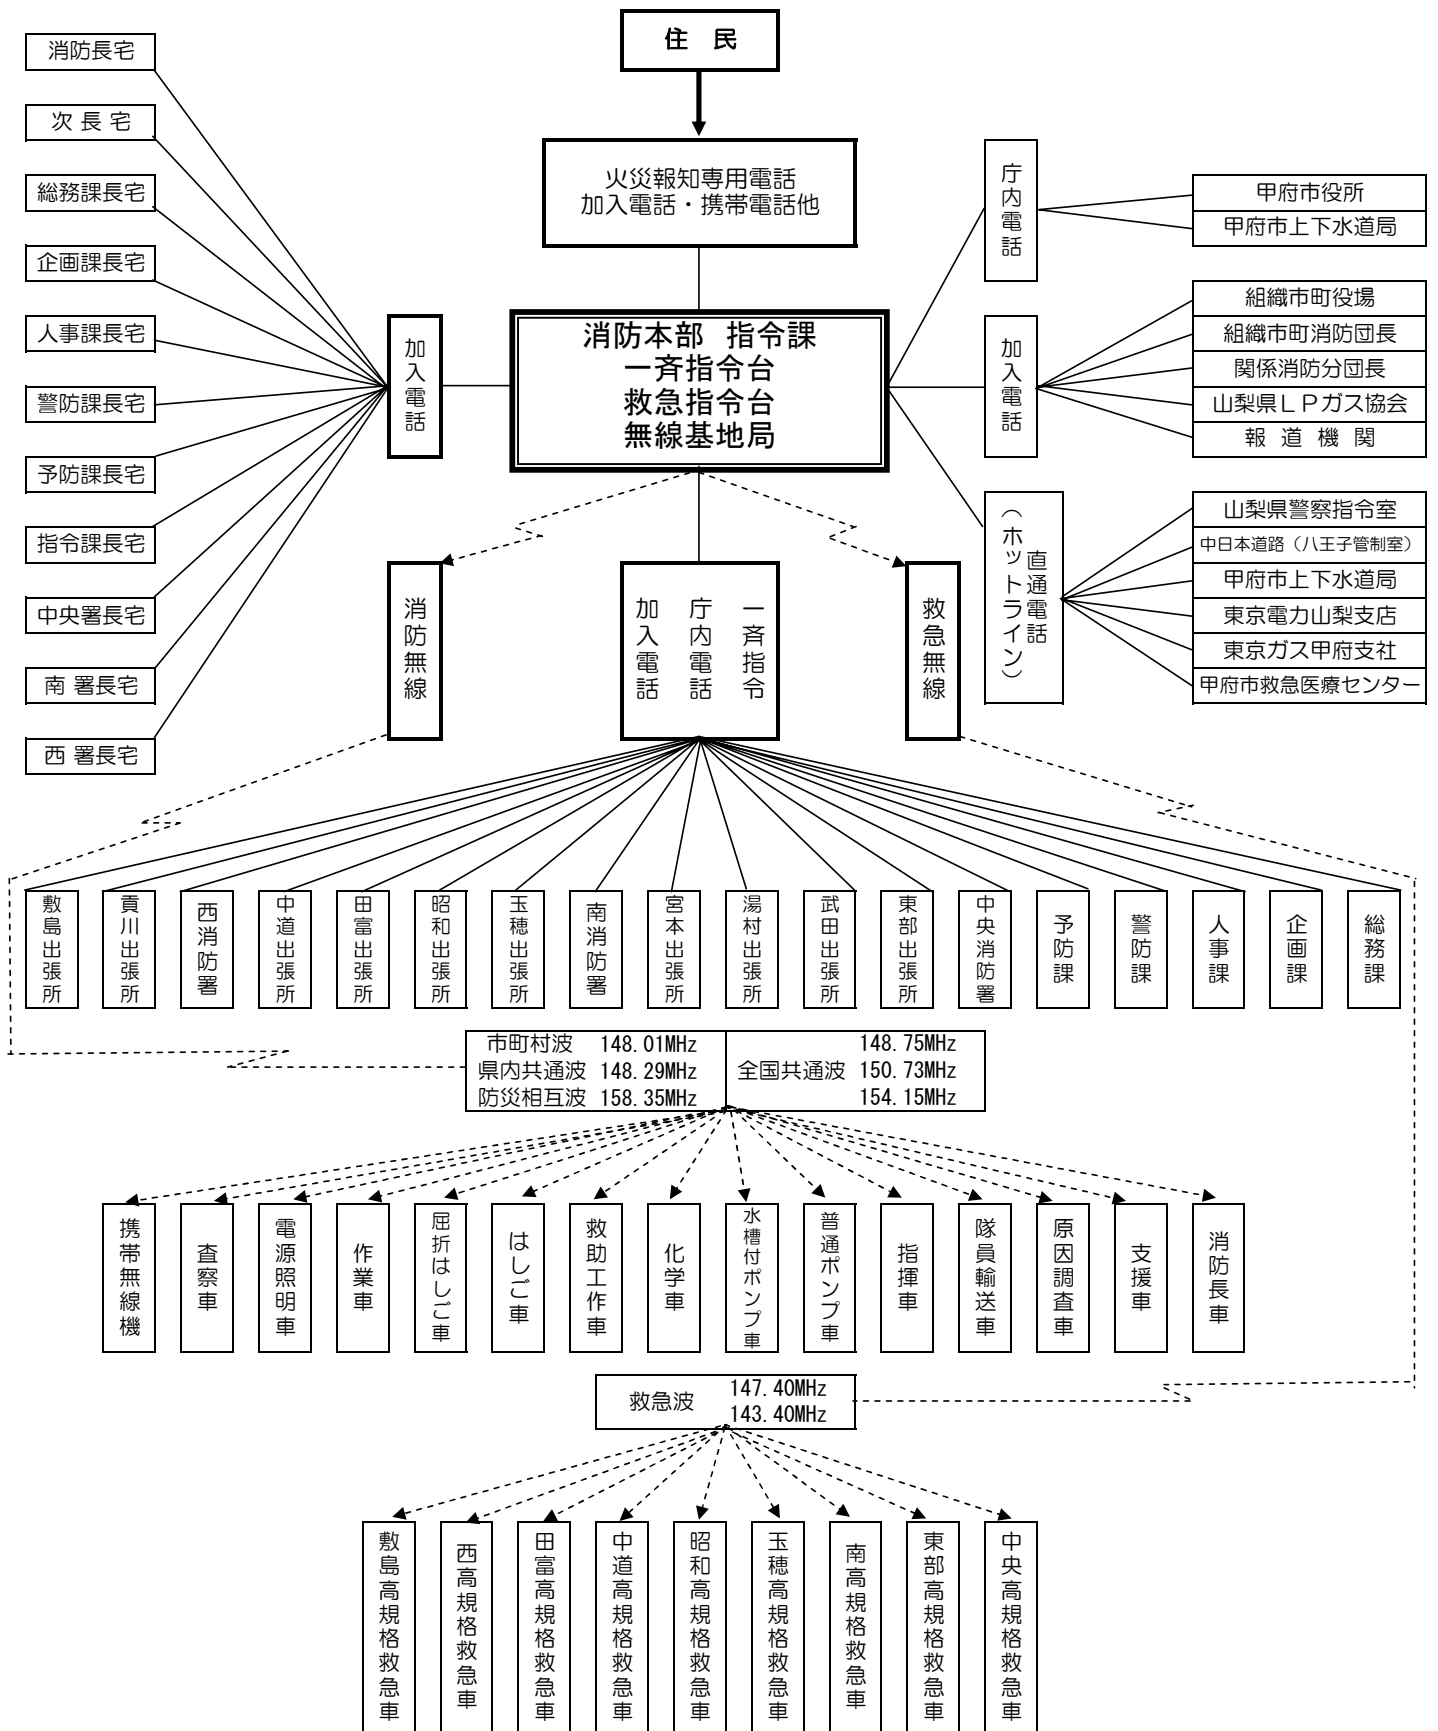 住 民
火災報知専用電話
加入電話・携帯電話他
消防本部 指令課
一斉指令台
救急指令台
無線基地局
消防長宅
次 長 宅
総務課長宅
企画課長宅
人事課長宅
警防課長宅
予防課長宅
指令課長宅
中央署長宅
南 署長宅
西 署長宅
加入電話
庁内電話
甲府市役所
甲府市上下水道局
加入電話
組織市町役場
組織市町消防団長
関係消防分団長
山梨県LPガス協会
報 道 機 関
直通電話
(ホットライン)
山梨県警察指令室
中日本道路(八王子管制室)
甲府市上下水道局
東京電力山梨支店
東京ガス甲府支社
甲府市救急医療センター
消防無線
一斉指令
庁内電話
加入電話
救急無線
敷島出張所
貢川出張所
西消防署
中道出張所
田富出張所
昭和出張所
玉穂出張所
南消防署
宮本出張所
湯村出張所
武田出張所
東部出張所
中央消防署
予防課
警防課
人事課
企画課
総務課
市町村波 148.01MHz
県内共通波 148.29MHz
防災相互波 158.35MHz
148.75MHz
全国共通波 150.73MHz
154.15MHz
携帯無線機
査察車
電源照明車
作業車
屈折はしご車
はしご車
救助工作車
化学車
水槽付ポンプ車
普通ポンプ車
指揮車
隊員輸送車
原因調査車
支援車
消防長車
救急波
147.40MHz
143.40MHz
敷島高規格救急車
西高規格救急車
田富高規格救急車
中道高規格救急車
昭和高規格救急車
玉穂高規格救急車
南高規格救急車
東部高規格救急車
中央高規格救急車